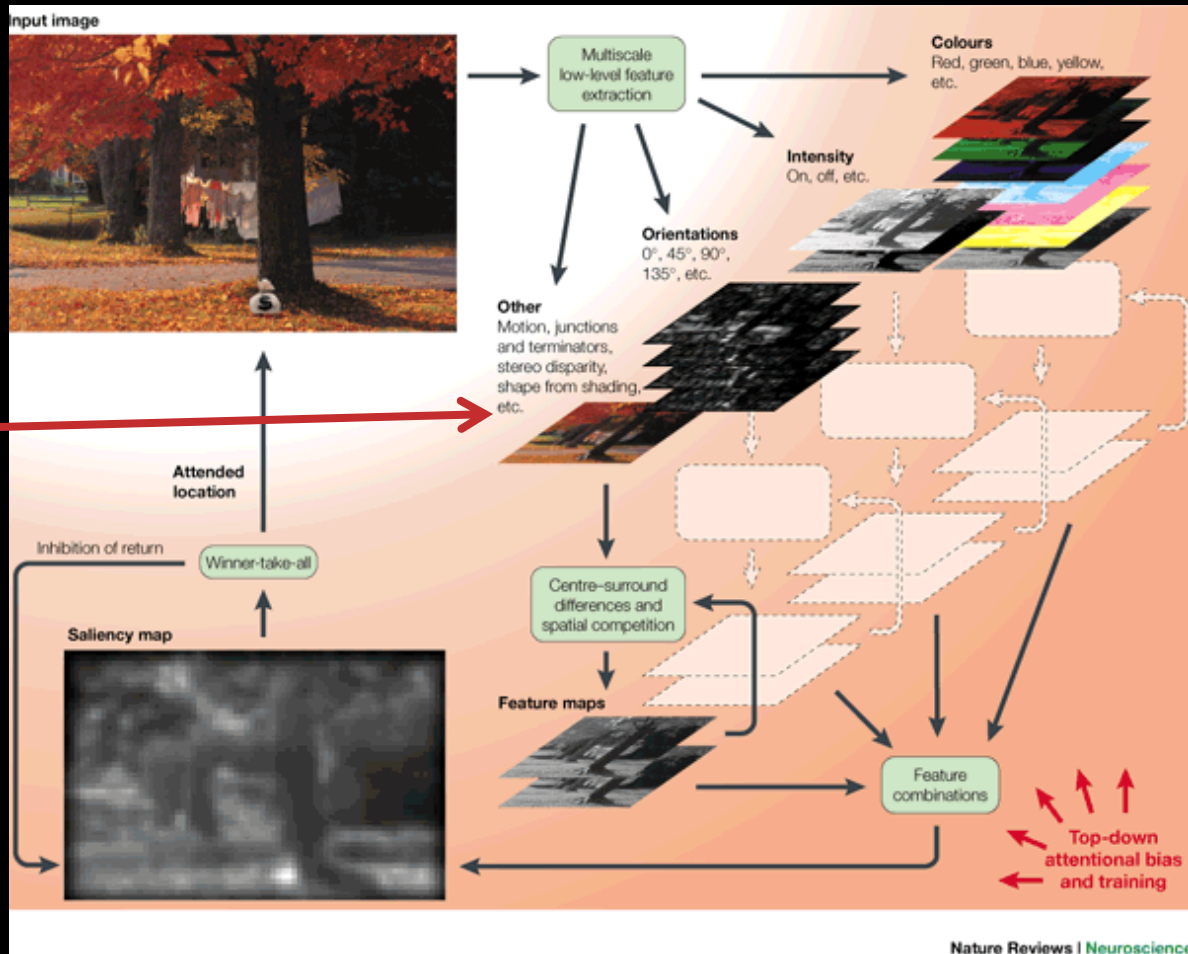 Input image
Multiscale
low-level feature
extraction
Colours
Red, green, blue, yellow,
etc.
Intensity
On, off, etc.
Orientations
0°, 45°, 90°,
135°, etc.
Other
Motion, junctions
and terminators,
stereo disparity,
shape from shading,
etc.
$
Attended
location
Inhibition of return
Winner-take-all
Centre–surround
differences and
spatial competition
Saliency map
Feature maps
Feature
combinations
Top-down
attentional bias
and training
Nature Reviews | Neuroscience